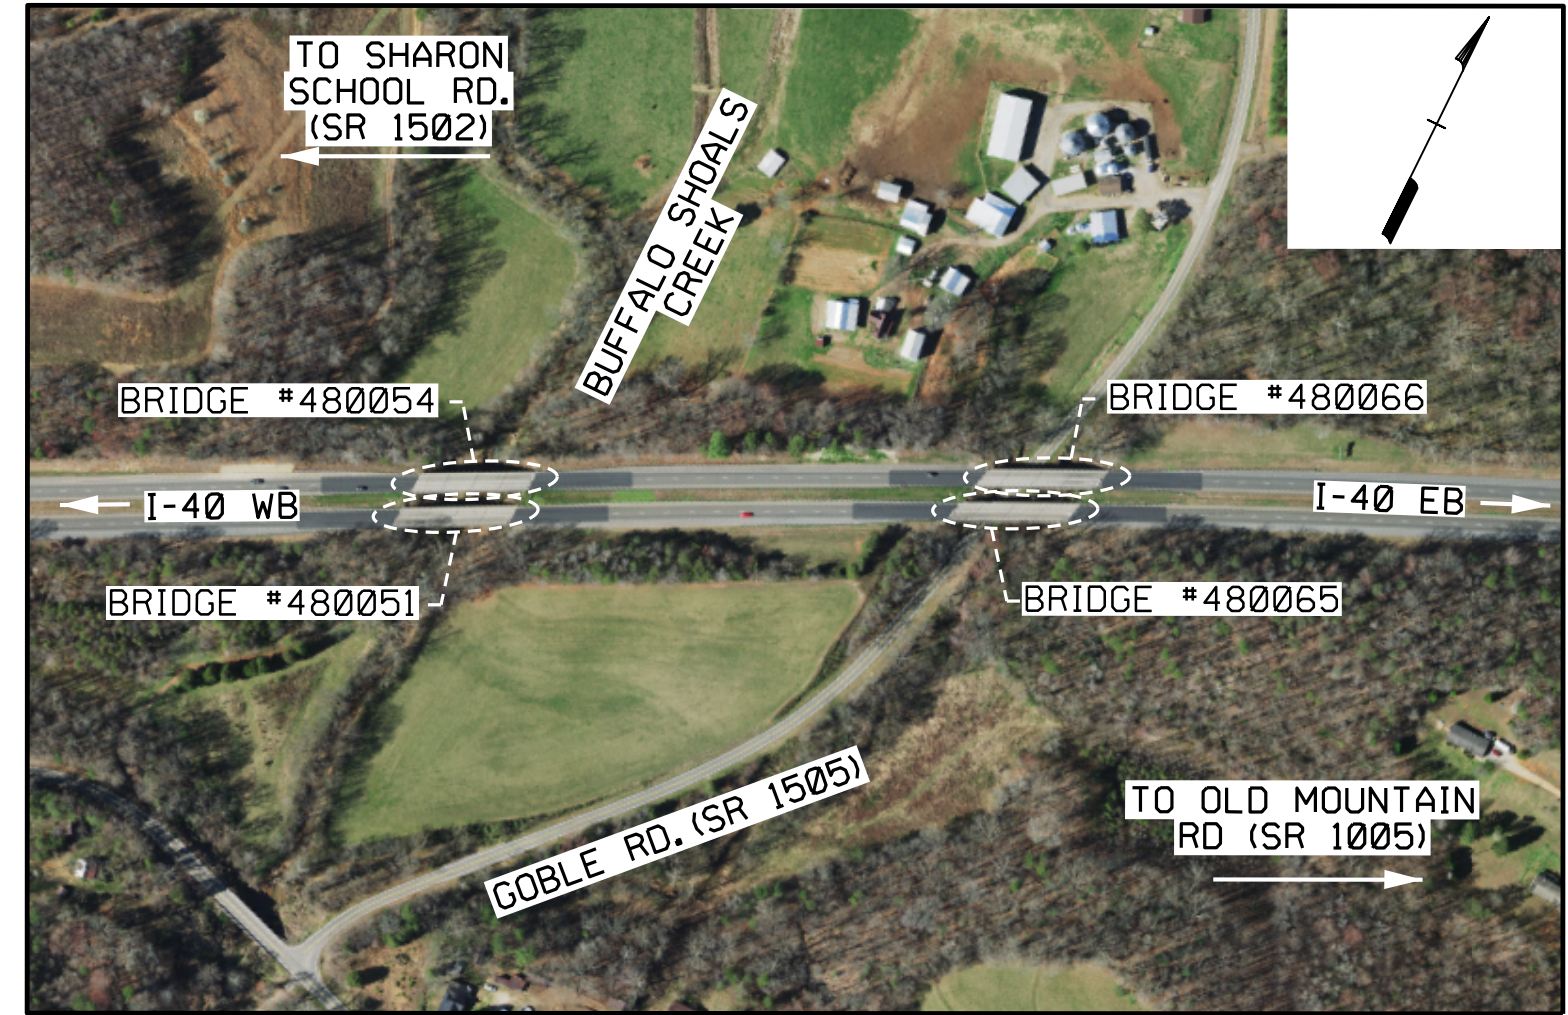 TO SHARON
SCHOOL RD.
(SR 1502)
BUFFALO SHOALS
CREEK
BRIDGE #480054
BRIDGE #480066
I-40 WB
I-40 EB
BRIDGE #480051
BRIDGE #480065
GOBLE RD. (SR 1505)
TO OLD MOUNTAIN
RD (SR 1005)